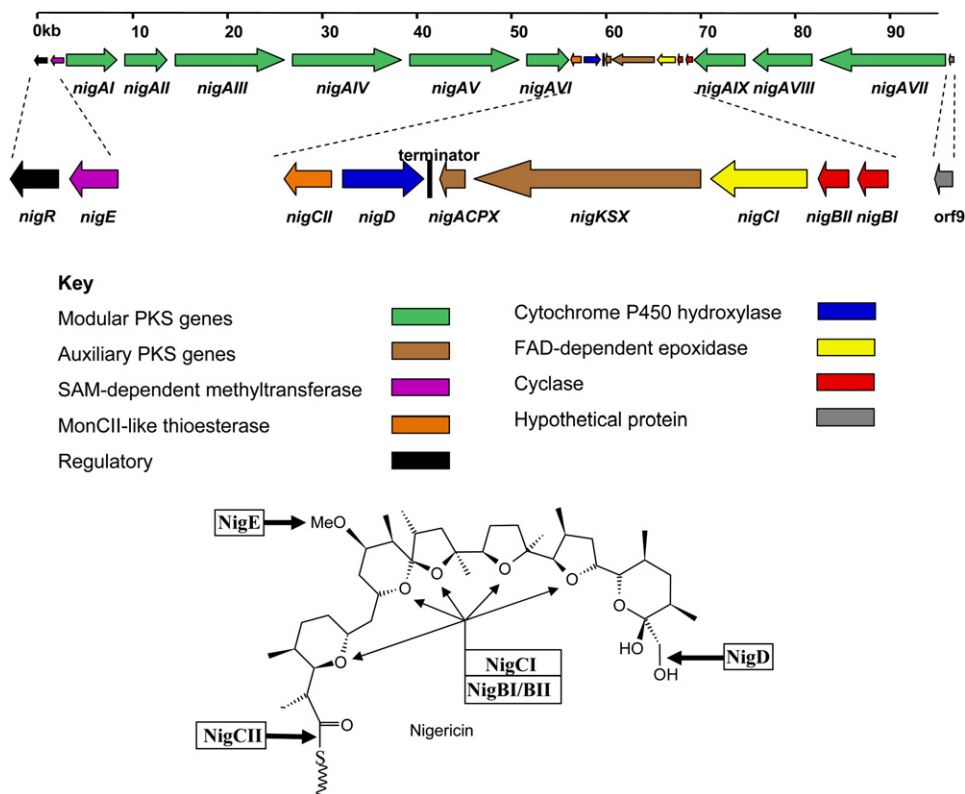 0kb 10 20 30 40 50 60 70 80 90
nigAI nigAII nigAIII nigAIV nigAV nigAVI nigAIX nigAVIII nigAVII
terminator
nigR nigE nigCII nigD nigACPX nigKSX nigCI nigBII nigBI orf9
Key
Modular PKS genes
Auxiliary PKS genes
SAM-dependent methyltransferase
MonCII-like thioesterase
Regulatory
Cytochrome P450 hydroxylase
FAD-dependent epoxidase
Cyclase
Hypothetical protein
NigE
MeO
O O O O
O O
HO
OH
NigD
NigCI
NigBI/BII
NigCII
O
Nigericin
S